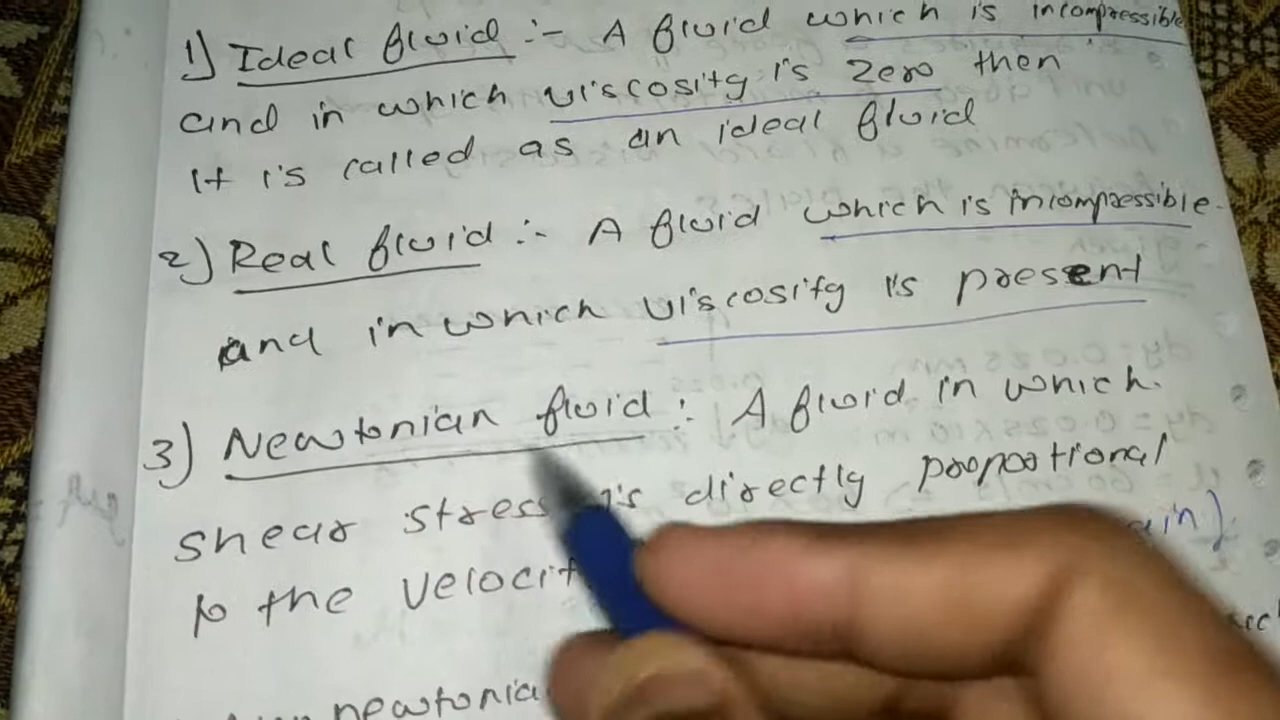 1) Ideal fluid :- A fluid which is incompressible
and in which viscosity is zero then
It is called as an ideal fluid
2) Real fluid :- A fluid which is incompressible.
and in which viscosity is present
3) Newtonian fluid : A fluid in which.
shear stress is directly proportional
to the
newtonia